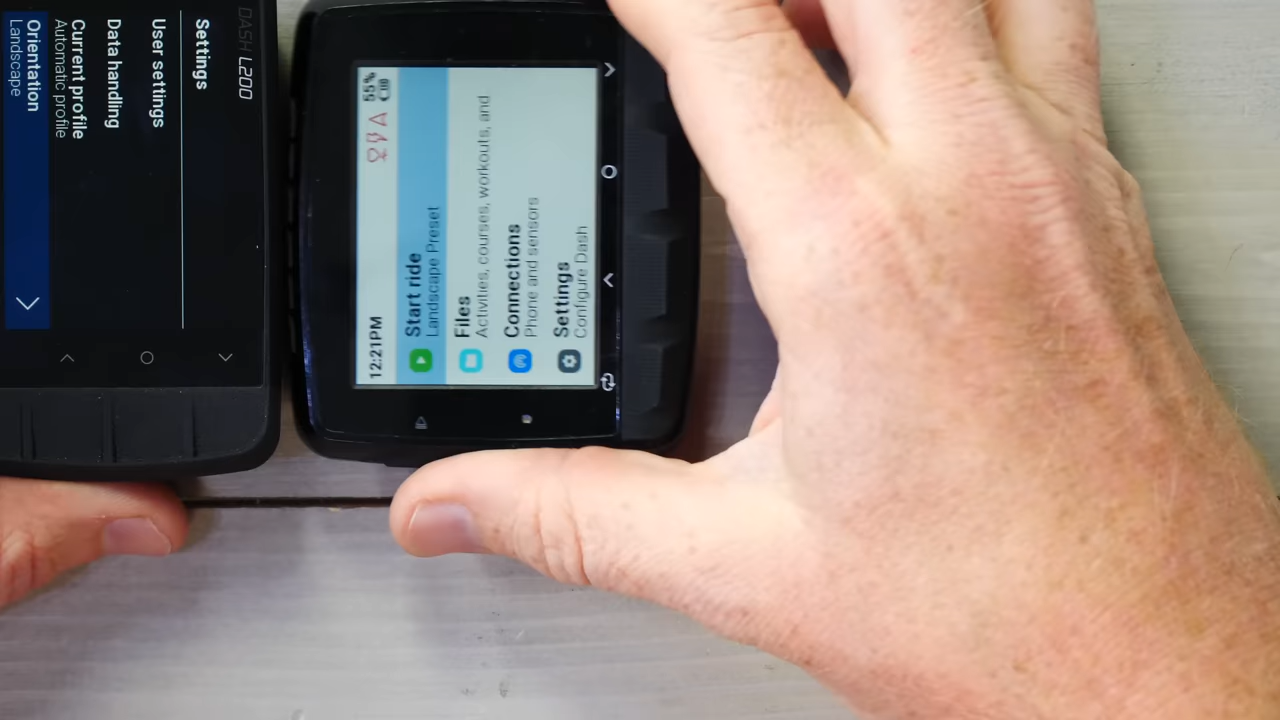 DASH L200
Settings
User settings
Data handling
Current profile
Automatic profile
Orientation
Landscape
12:21PM
55%
Start ride
Landscape Preset
Files
Activities, courses, workouts, and
Connections
Phone and sensors
Settings
Configure Dash